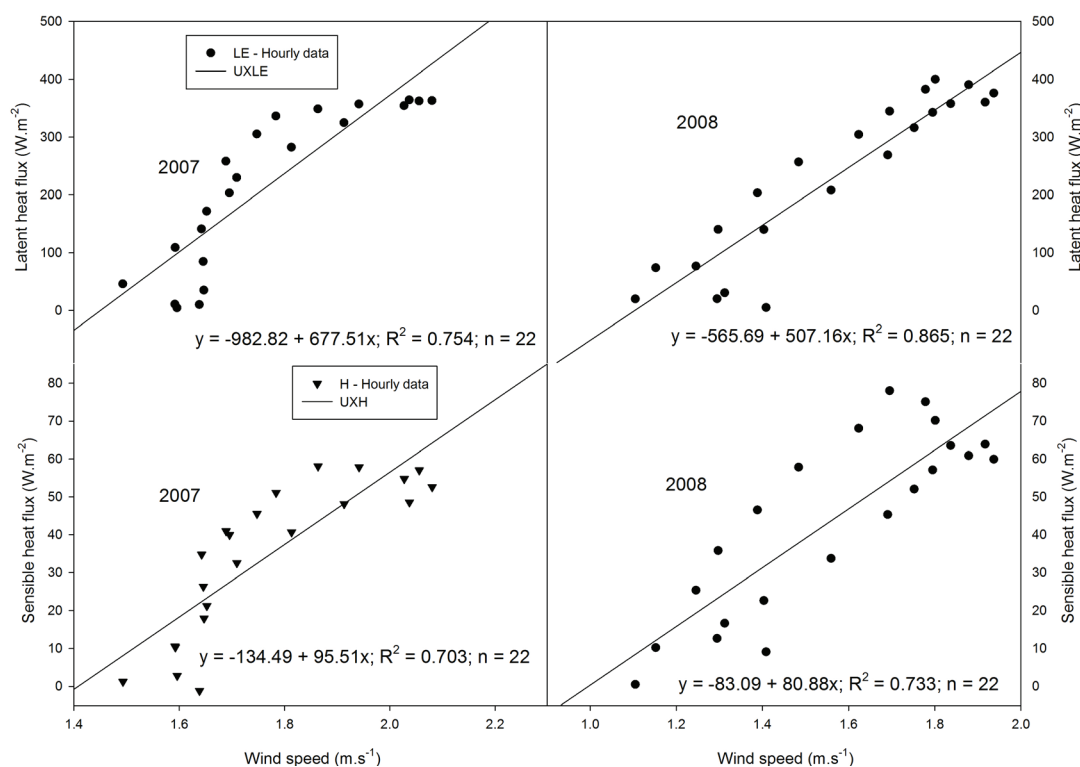 500
400
300
200
100
0
Latent heat flux (W.m-2)
LE - Hourly data
UXLE
2007
y = -982.82 + 677.51x; R2 = 0.754; n = 22
2008
y = -565.69 + 507.16x; R2 = 0.865; n = 22
500
400
300
200
100
0
Latent heat flux (W.m-2)
80
70
60
50
40
30
20
10
0
Sensible heat flux (W.m-2)
H - Hourly data
UXH
2007
y = -134.49 + 95.51x; R2 = 0.703; n = 22
2008
y = -83.09 + 80.88x; R2 = 0.733; n = 22
80
70
60
50
40
30
20
10
0
Sensible heat flux (W.m-2)
1.4 1.6 1.8 2.0 2.2
1.0 1.2 1.4 1.6 1.8 2.0
Wind speed (m.s-1)
Wind speed (m.s-1)